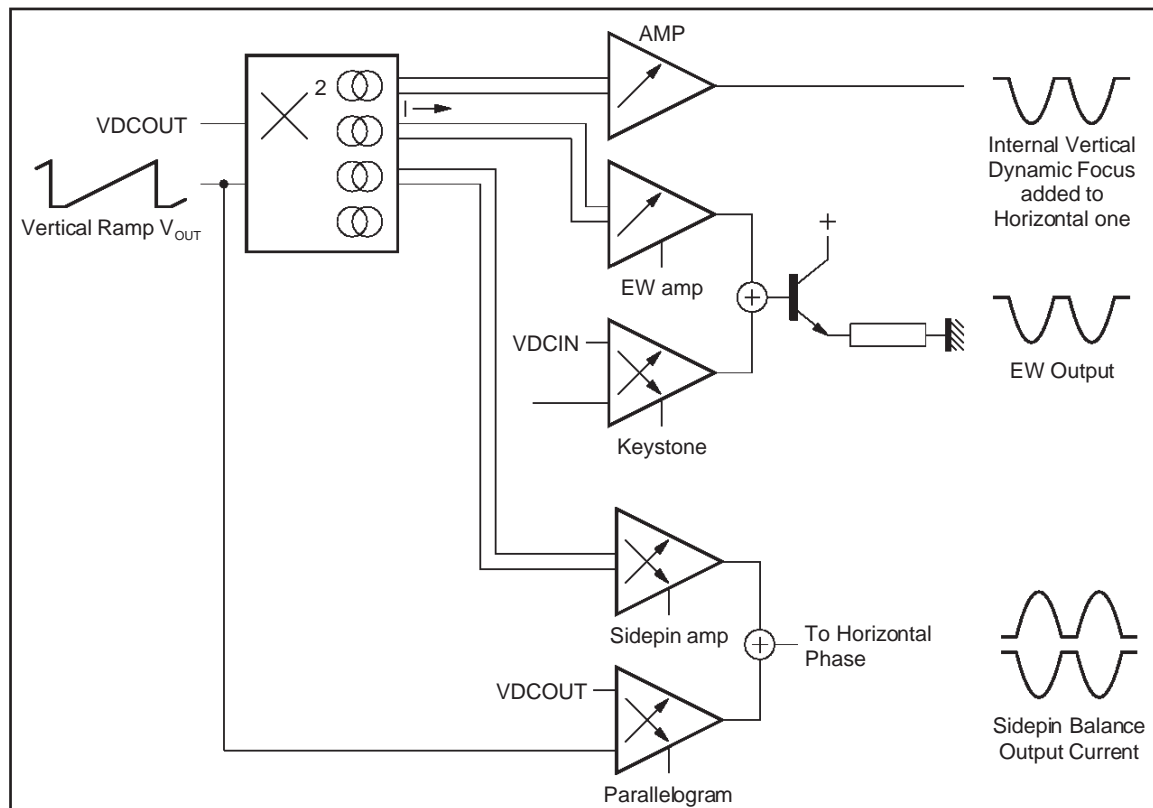 AMP
2
I
VDCOUT
Vertical Ramp VOUT
Internal Vertical
Dynamic Focus
added to
Horizontal one
+
EW amp
+
VDCIN
EW Output
Keystone
Sidepin amp
+
To Horizontal
Phase
VDCOUT
Sidepin Balance
Output Current
Parallelogram